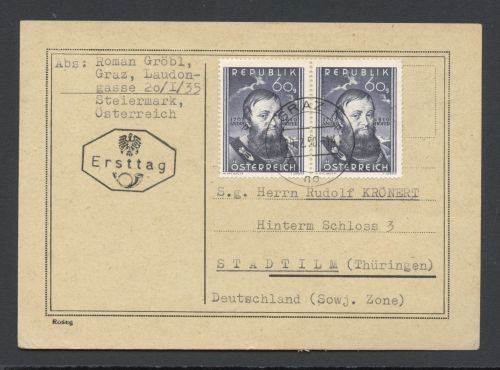 Abs: Roman Gröbl,
Graz, Laudon-
gasse 20/I/35
Steiermark,
Österreich
Ersttag
REPUBLIK
60g
ÖSTERREICH
REPUBLIK
60g
ÖSTERREICH
GRAZ
S.g. Herrn Rudolf KRÖNERT
Hinterm Schloss 3
STADTILM (Thüringen)
Deutschland (Sowj. Zone)